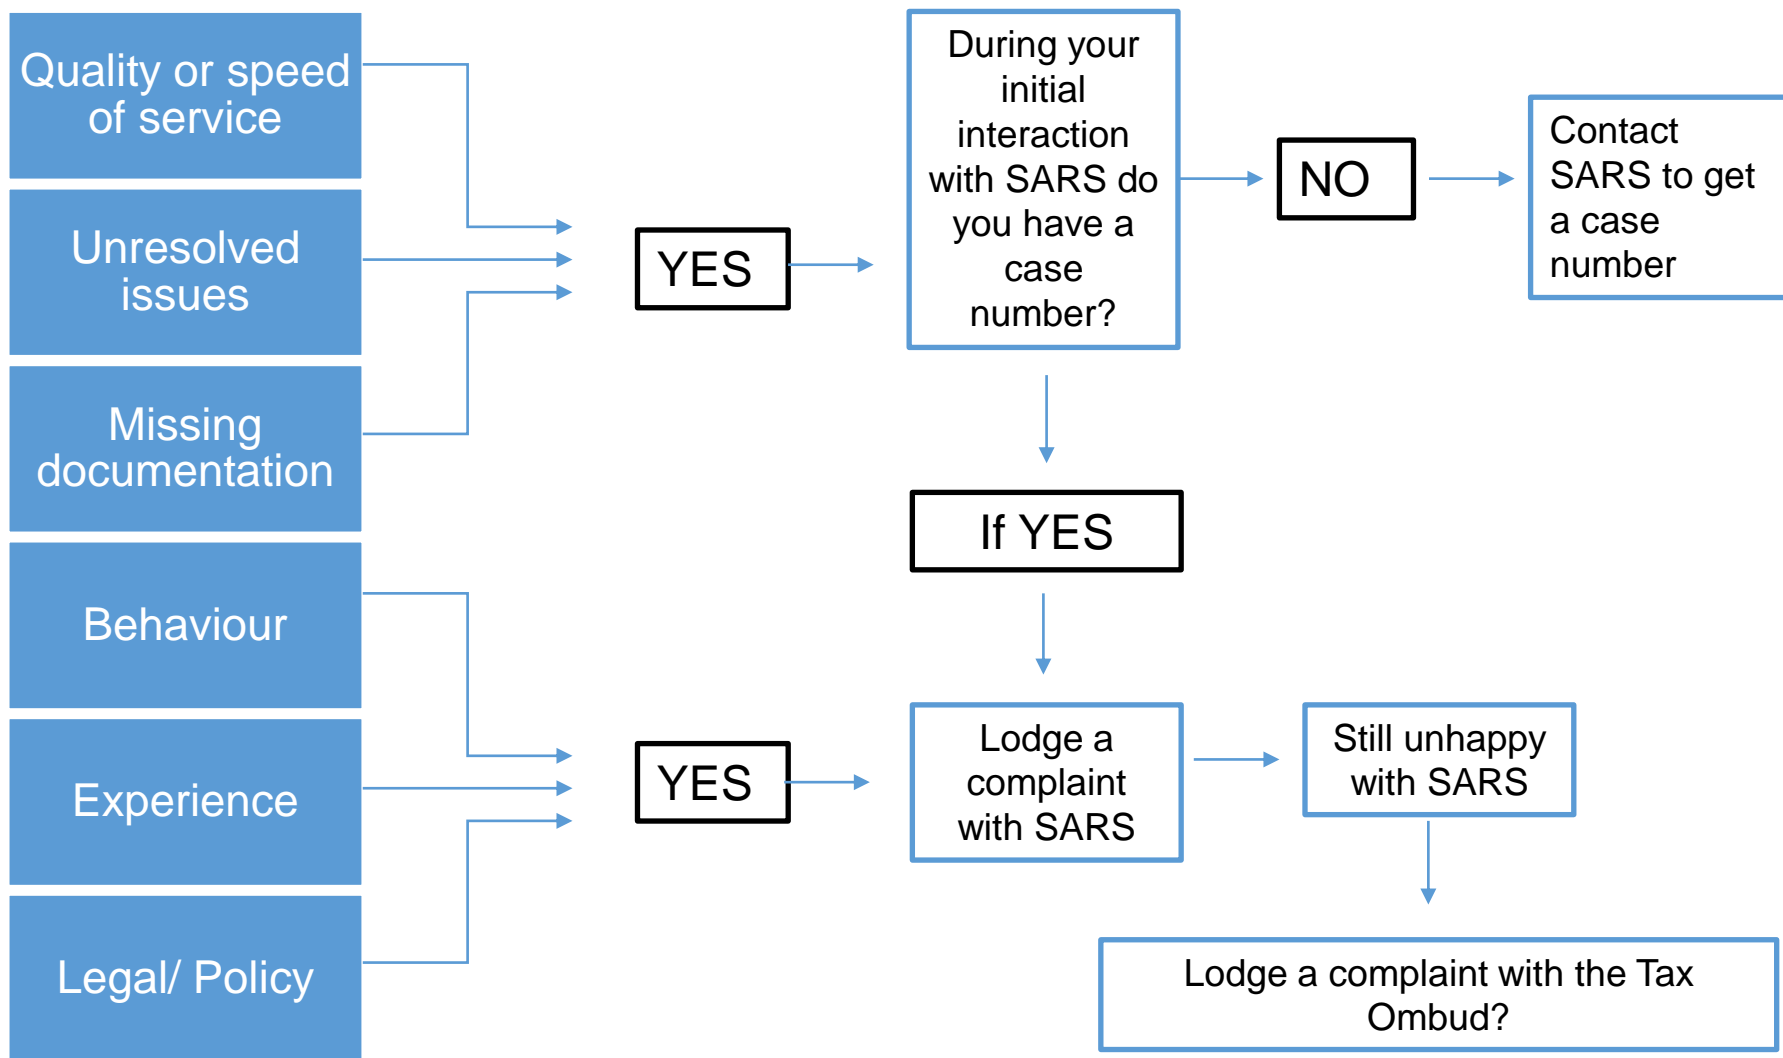 Quality or speed
of service
Unresolved
issues
Missing
documentation
Behaviour
Experience
Legal/ Policy
YES
YES
During your
initial
interaction
with SARS do
you have a
case
number?
NO
Contact
SARS to get
a case
number
If YES
Lodge a
complaint
with SARS
Still unhappy
with SARS
Lodge a complaint with the Tax
Ombud?